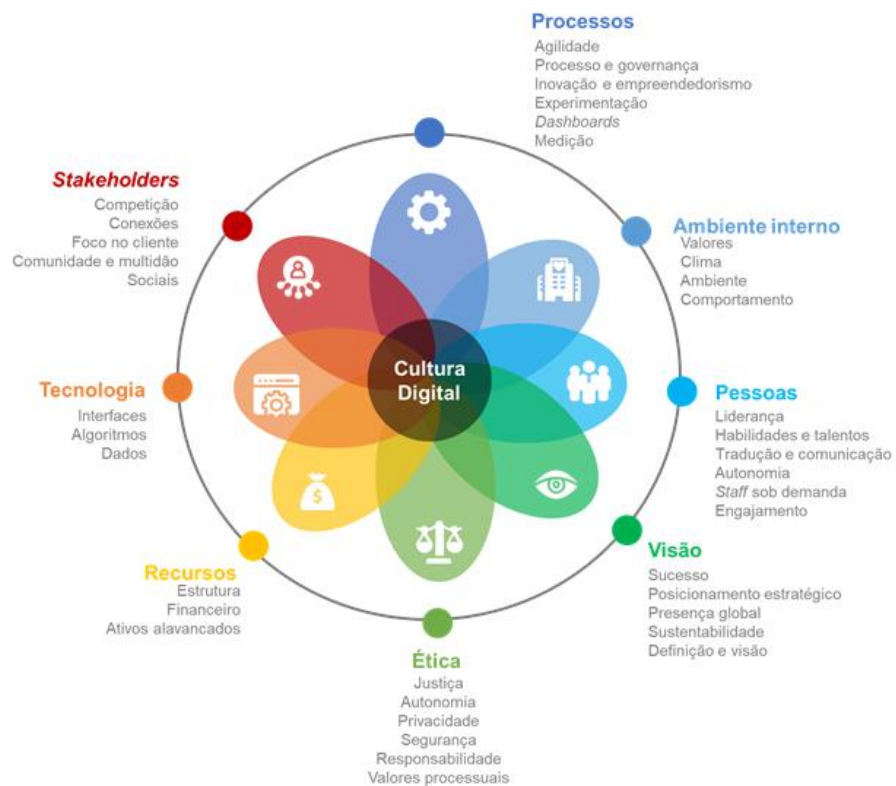 Processos
Agilidade
Processo e governança
Inovação e empreendedorismo
Experimentação
Dashboards
Medição
Stakeholders
Competição
Conexões
Foco no cliente
Comunidade e multidão
Sociais
Ambiente interno
Valores
Clima
Ambiente
Comportamento
Cultura
Digital
Tecnologia
Interfaces
Algoritmos
Dados
Pessoas
Liderança
Habilidades e talentos
Tradução e comunicação
Autonomia
Staff sob demanda
Engajamento
$
Recursos
Estrutura
Financeiro
Ativos alavancados
Visão
Sucesso
Posicionamento estratégico
Presença global
Sustentabilidade
Definição e visão
Ética
Justiça
Autonomia
Privacidade
Segurança
Responsabilidade
Valores processuais